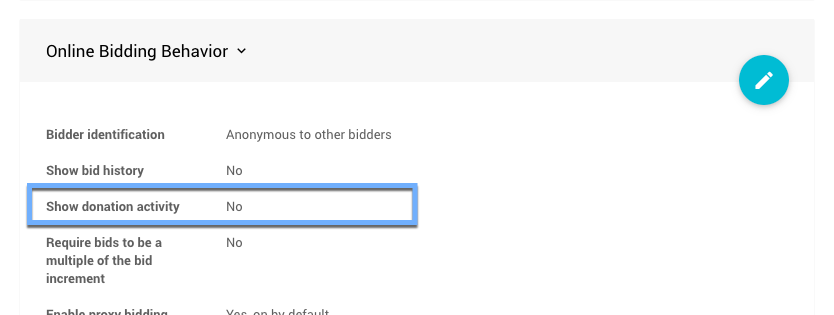 Online Bidding Behavior
Bidder identification Anonymous to other bidders
Show bid history No
Show donation activity No
Require bids to be a No
multiple of the bid
increment
Enable proxy bidding Yes, on by default